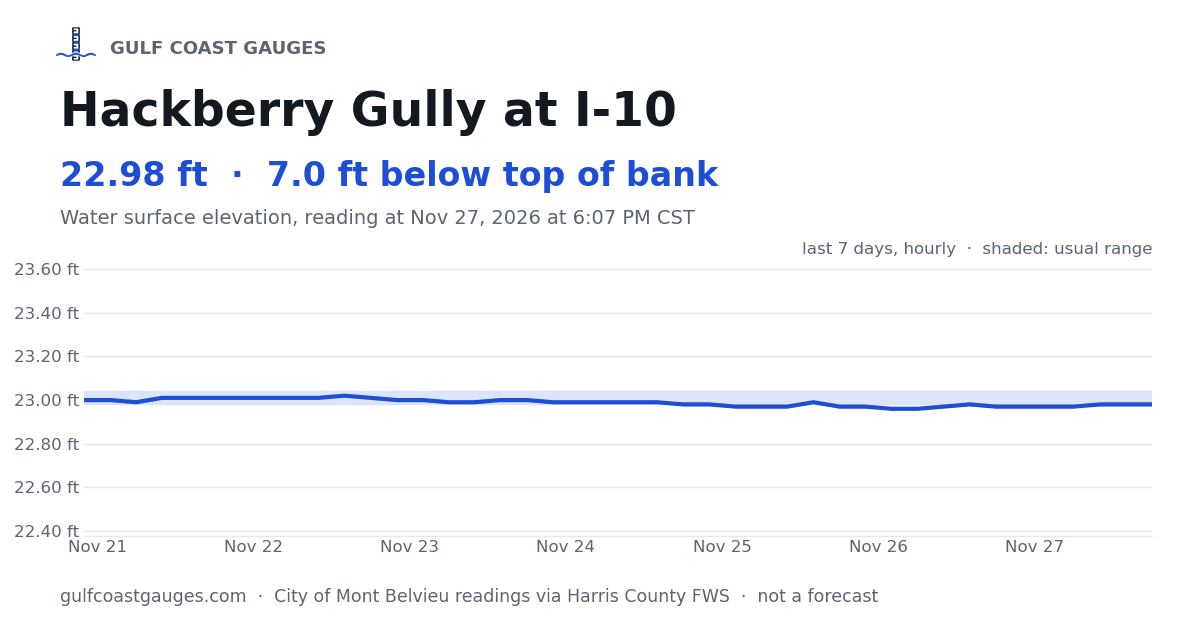 GULF COAST GAUGES
Hackberry Gully at I-10
22.98 ft · 7.0 ft below top of bank
Water surface elevation, reading at Nov 27, 2026 at 6:07 PM CST
last 7 days, hourly · shaded: usual range
23.60 ft
23.40 ft
23.20 ft
23.00 ft
22.80 ft
22.60 ft
22.40 ft
Nov 21 Nov 22 Nov 23 Nov 24 Nov 25 Nov 26 Nov 27
gulfcoastgauges.com · City of Mont Belvieu readings via Harris County FWS · not a forecast